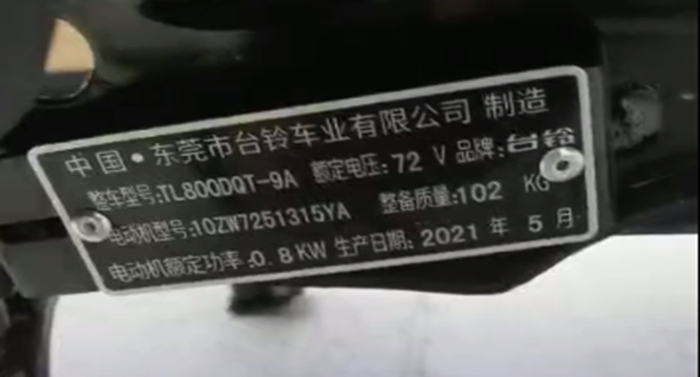 中国·东莞市台铃车业有限公司 制造
整车型号:TL800DQT-9A 额定电压:72 V 品牌:台铃
电动机型号:10ZW7251315YA 整备质量:102 KG
电动机额定功率:0.8KW 生产日期:2021 年 5 月